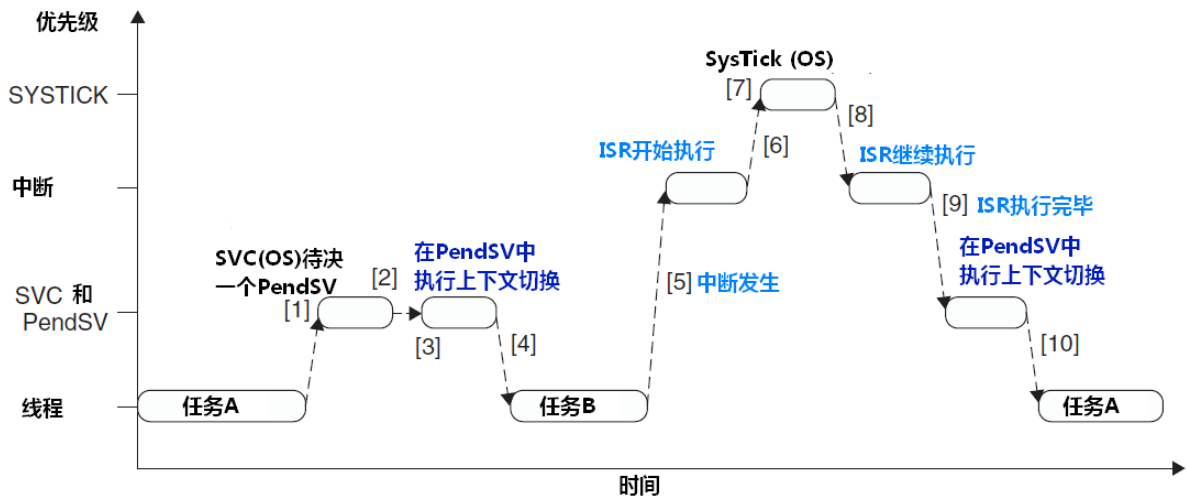 优先级
SysTick (OS)
SYSTICK
[7]
[8]
ISR开始执行
[6]
ISR继续执行
中断
[9] ISR执行完毕
SVC(OS)待决
一个PendSV
[2]
在PendSV中
执行上下文切换
在PendSV中
执行上下文切换
[5] 中断发生
SVC 和
PendSV
[1]
[3]
[4]
[10]
线程
任务A
任务B
任务A
时间